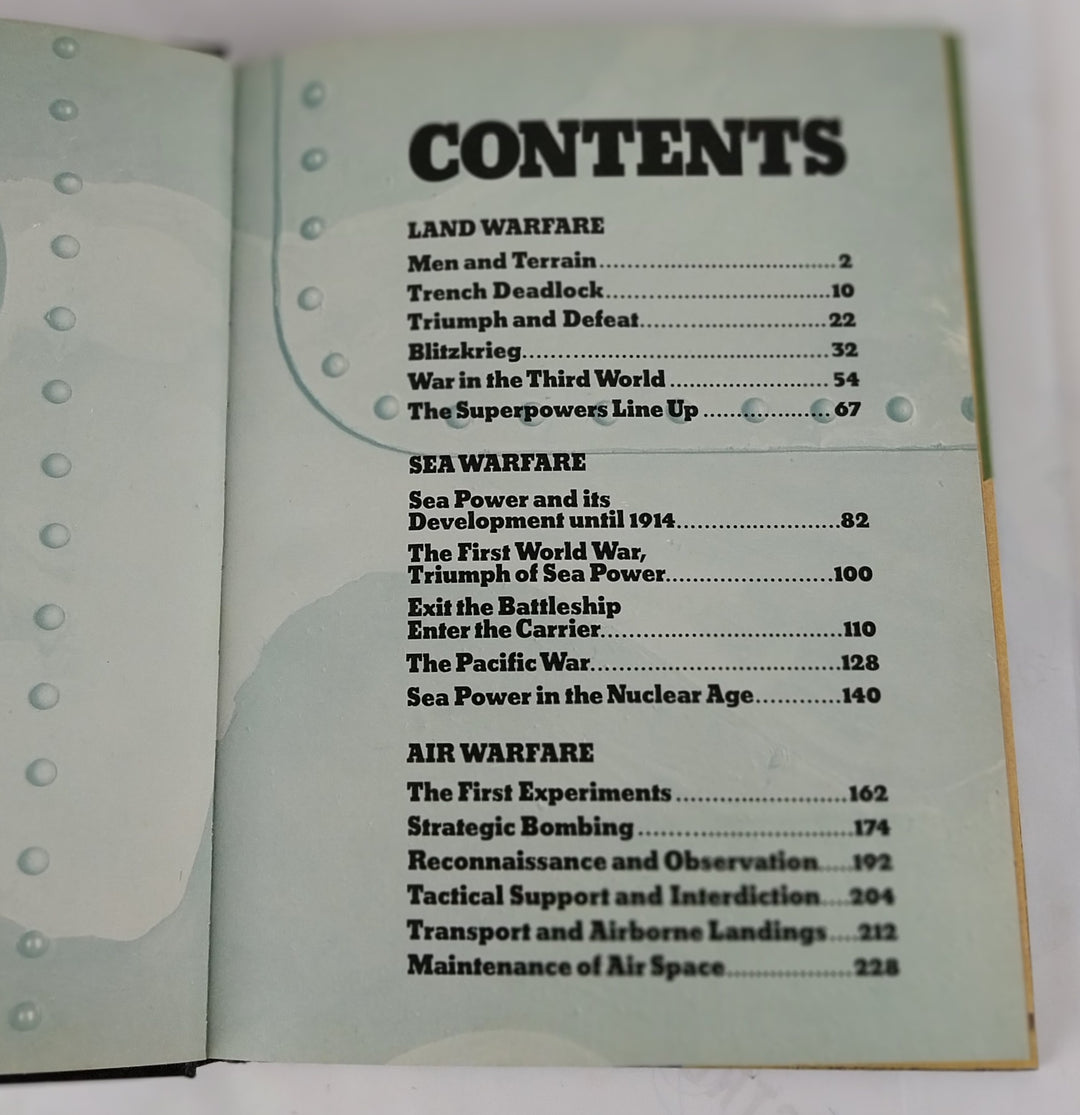 CONTENTS
LAND WARFARE
Men and Terrain....................................2
Trench Deadlock..................................10
Triumph and Defeat............................22
Blitzkrieg..............................................32
War in the Third World ........................ 54
The Superpowers Line Up ................... 67
SEA WARFARE
Sea Power and its
Development until 1914.........................82
The First World War,
Triumph of Sea Power.........................100
Exit the Battleship
Enter the Carrier....................................110
The Pacific War.....................................128
Sea Power in the Nuclear Age............140
AIR WARFARE
The First Experiments .........................162
Strategic Bombing ................................174
Reconnaissance and Observation.....192
Tactical Support and Interdiction....204
Transport and Airborne Landings....212
Maintenance of Air Space...................228